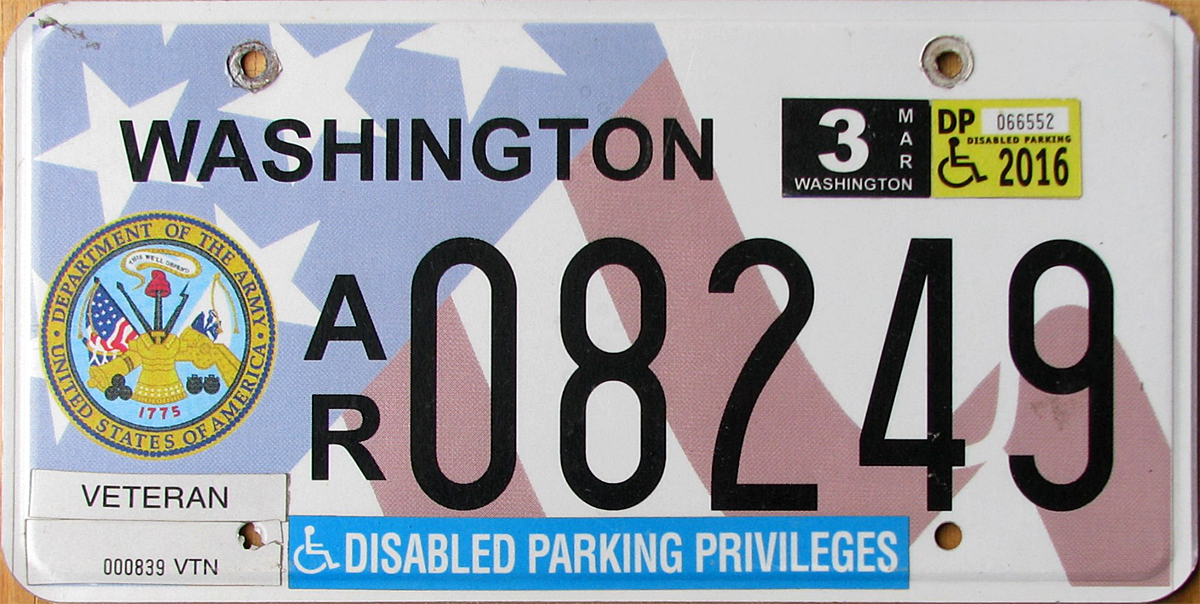 WASHINGTON
3 MAR
WASHINGTON
DP 066552
DISABLED PARKING
2016
DEPARTMENT OF THE ARMY
THIS WE'LL DEFEND
1775
UNITED STATES OF AMERICA
AR 08249
VETERAN
000839 VTN
DISABLED PARKING PRIVILEGES